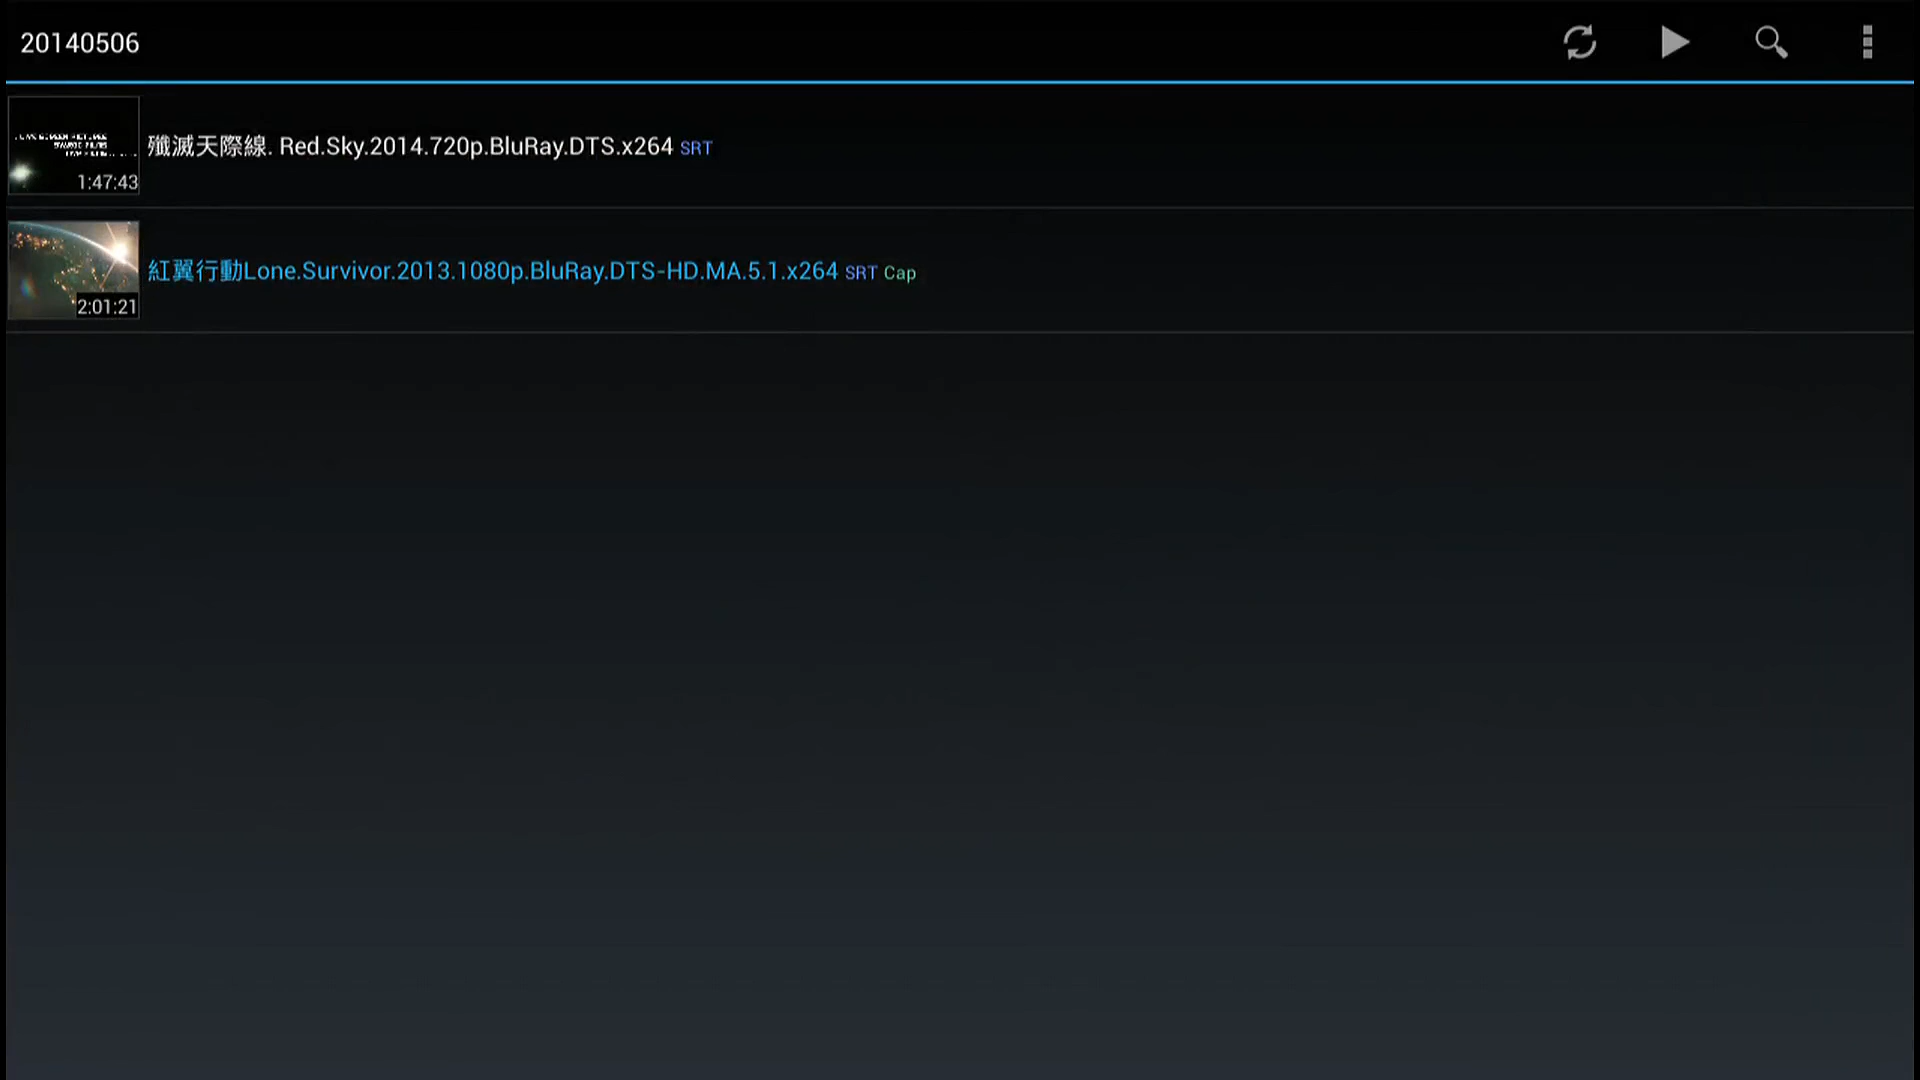 20140506
殲滅天際線. Red.Sky.2014.720p.BluRay.DTS.x264 SRT
1:47:43
紅翼行動Lone.Survivor.2013.1080p.BluRay.DTS-HD.MA.5.1.x264 SRT Cap
2:01:21